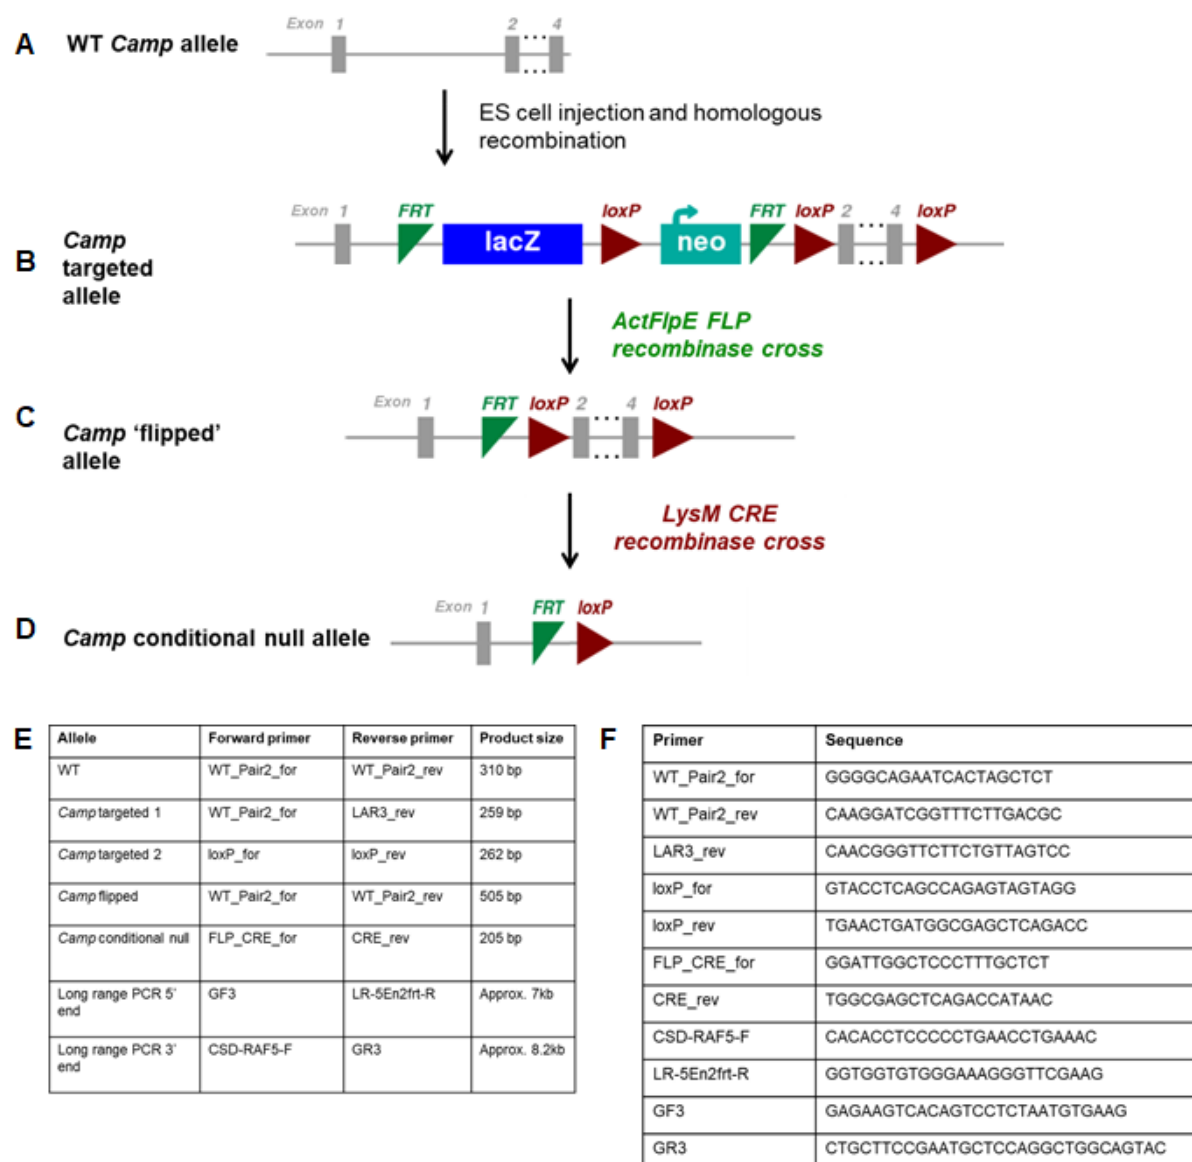 A
WT Camp allele
Exon 1 2 4
ES cell injection and homologous
recombination
B
Camp
targeted
allele
Exon 1 FRT lacZ loxP neo FRT loxP 2 4 loxP
ActFlpE FLP
recombinase cross
C
Camp ‘flipped’
allele
Exon 1 FRT loxP 2 4 loxP
LysM CRE
recombinase cross
D
Camp conditional null allele
Exon 1 FRT loxP
E
Allele Forward primer Reverse primer Product size
WT WT_Pair2_for WT_Pair2_rev 310 bp
Camp targeted 1 WT_Pair2_for LAR3_rev 259 bp
Camp targeted 2 loxP_for loxP_rev 262 bp
Camp flipped WT_Pair2_for WT_Pair2_rev 505 bp
Camp conditional null FLP_CRE_for CRE_rev 205 bp
Long range PCR 5’ GF3 LR-5En2frt-R Approx. 7kb
end
Long range PCR 3’ CSD-RAF5-F GR3 Approx. 8.2kb
end
F
Primer Sequence
WT_Pair2_for GGGGCAGAATCACTAGCTCT
WT_Pair2_rev CAAGGATCGGTTTCTTGACGC
LAR3_rev CAACGGGTTCTTCTGTTAGTCC
loxP_for GTACCTCAGCCAGAGTAGTAGG
loxP_rev TGAACTGATGGCGAGCTCAGACC
FLP_CRE_for GGATTGGCTCCCTTTGCTCT
CRE_rev TGGCGAGCTCAGACCATAAC
CSD-RAF5-F CACACCTCCCCCTGAACCTGAAAC
LR-5En2frt-R GGTGGTGTGGGAAAGGGTTCGAAG
GF3 GAGAAGTCACAGTCCTCTAATGTGAAG
GR3 CTGCTTCCGAATGCTCCAGGCTGGCAGTAC